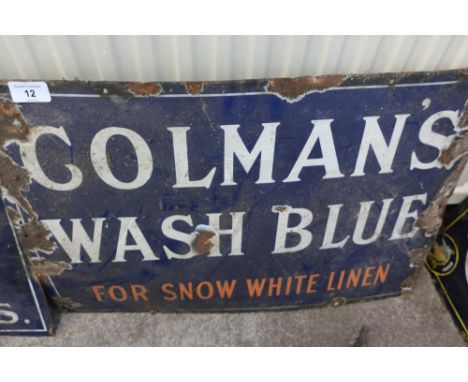 12
COLMAN'S
WASH BLUE
FOR SNOW WHITE LINEN
S.